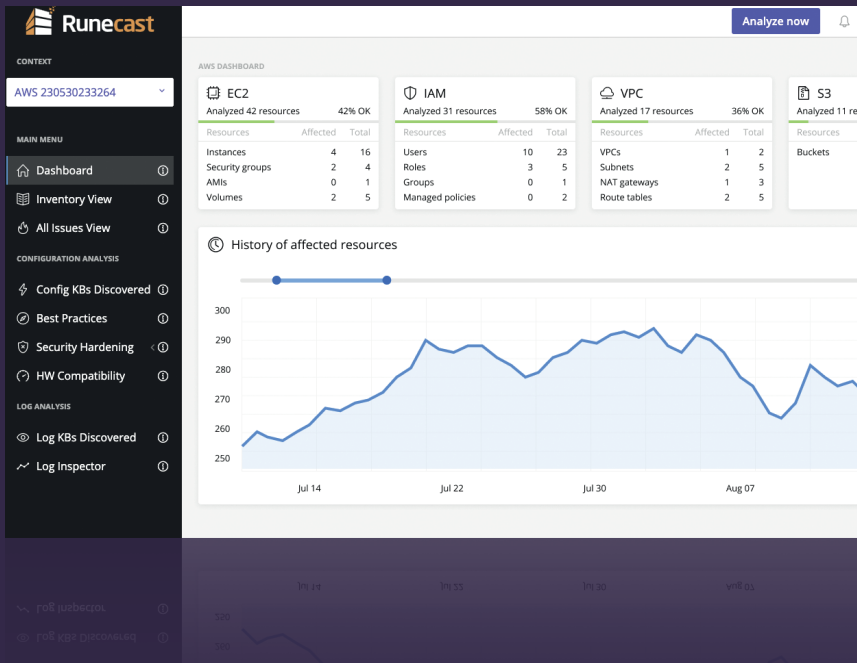 Runecast
Analyze now
CONTEXT
AWS 230530233264
MAIN MENU
Dashboard
Inventory View
All Issues View
CONFIGURATION ANALYSIS
Config KBs Discovered
Best Practices
Security Hardening
HW Compatibility
LOG ANALYSIS
Log KBs Discovered
Log Inspector
AWS DASHBOARD
EC2
Analyzed 42 resources 42% OK
Resources Affected Total
Instances 4 16
Security groups 2 4
AMIs 0 1
Volumes 2 5
IAM
Analyzed 31 resources 58% OK
Resources Affected Total
Users 10 23
Roles 3 5
Groups 0 1
Managed policies 0 2
VPC
Analyzed 17 resources 36% OK
Resources Affected Total
VPCs 1 2
Subnets 2 5
NAT gateways 1 3
Route tables 2 5
S3
Analyzed 11 re
Resources
Buckets
History of affected resources
300
290
280
270
260
250
Jul 14 Jul 22 Jul 30 Aug 07